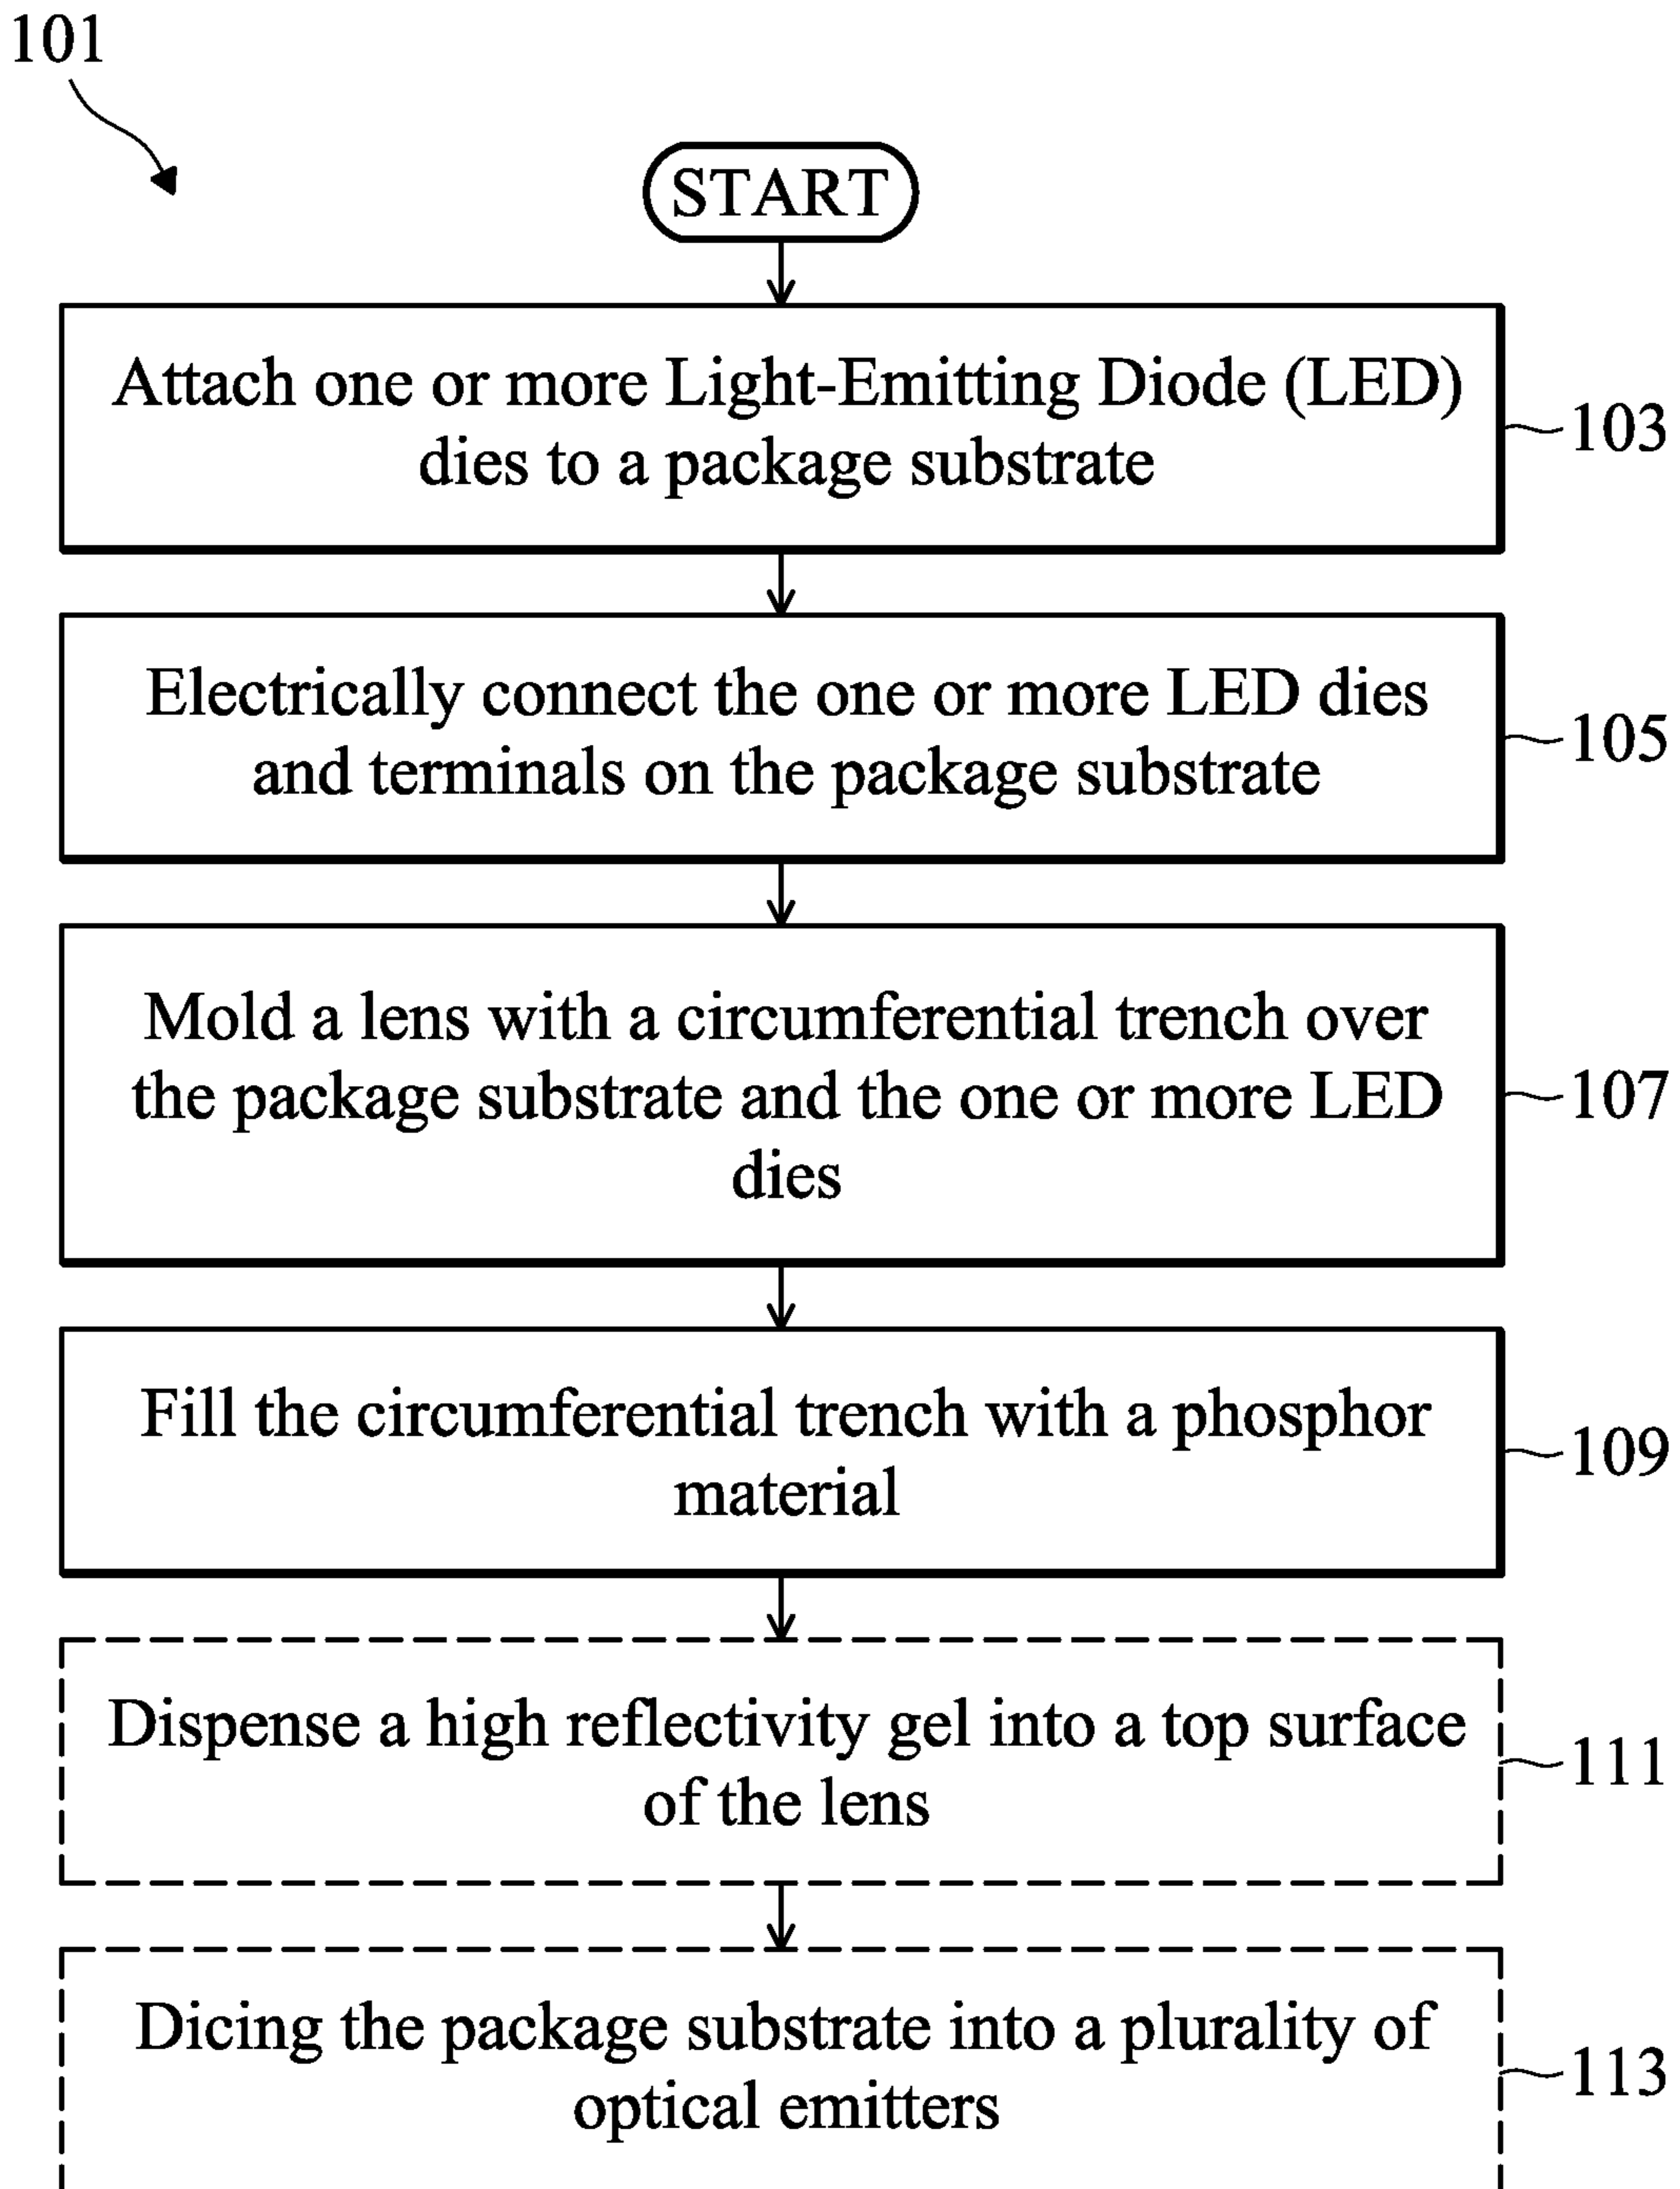 101
START
Attach one or more Light-Emitting Diode (LED)
dies to a package substrate
103
Electrically connect the one or more LED dies
and terminals on the package substrate
105
Mold a lens with a circumferential trench over
the package substrate and the one or more LED
dies
107
Fill the circumferential trench with a phosphor
material
109
Dispense a high reflectivity gel into a top surface
of the lens
111
Dicing the package substrate into a plurality of
optical emitters
113